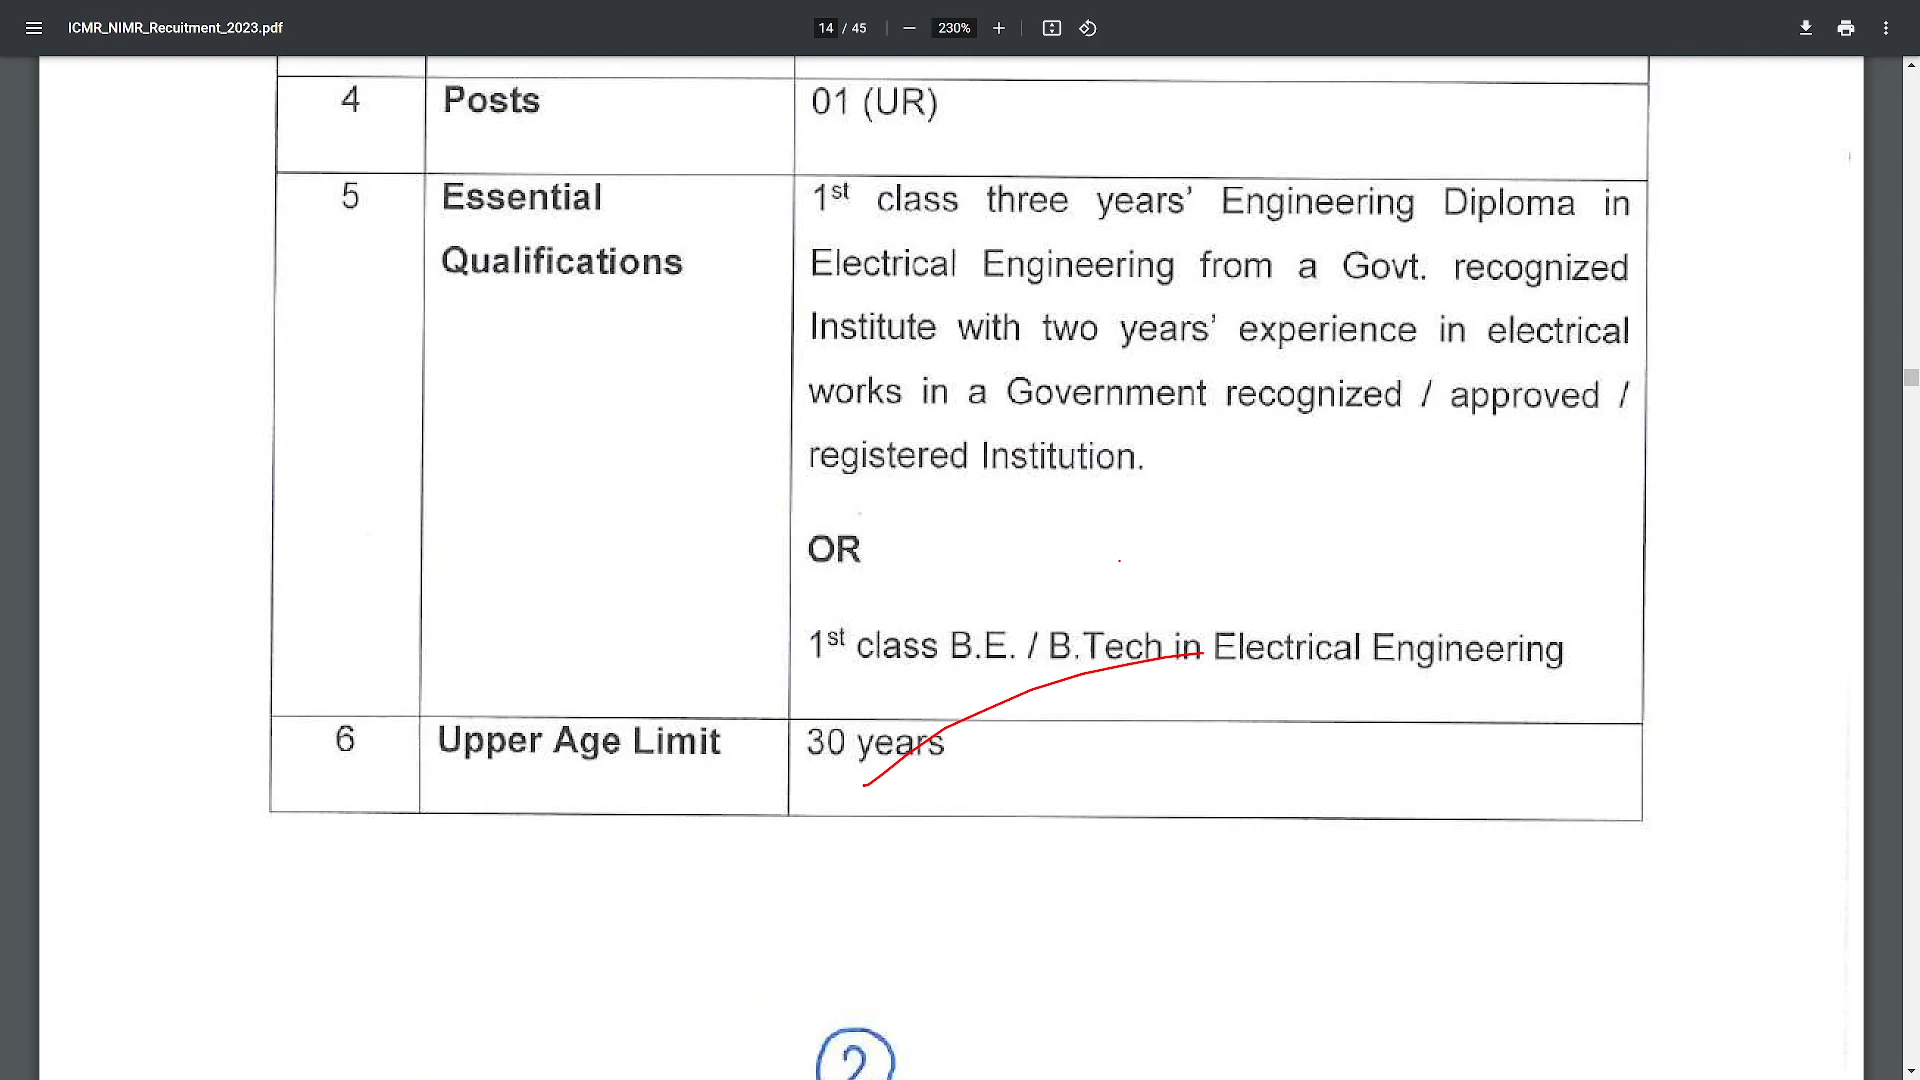 ICMR_NIMR_Recuitment_2023.pdf
14 / 45
230%
4 Posts 01 (UR)
5 Essential Qualifications
1st class three years' Engineering Diploma in
Electrical Engineering from a Govt. recognized
Institute with two years' experience in electrical
works in a Government recognized / approved /
registered Institution.
OR
1st class B.E. / B.Tech in Electrical Engineering
6 Upper Age Limit 30 years
2